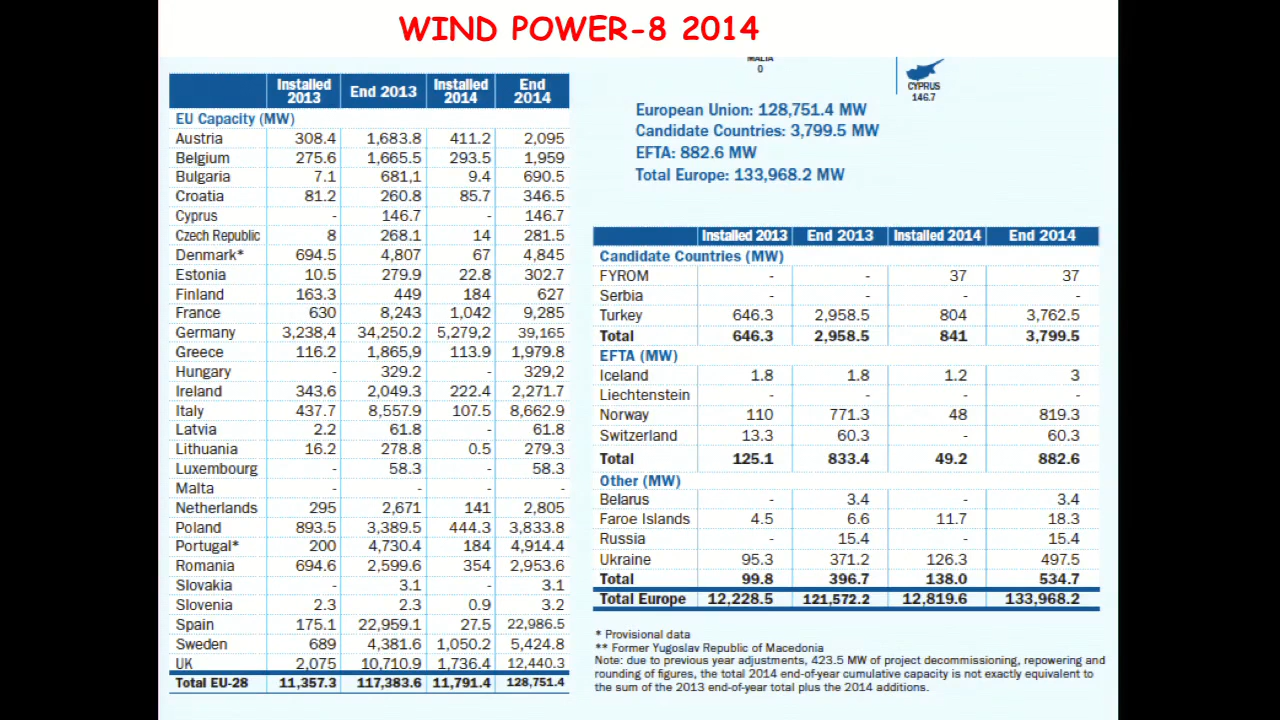 WIND POWER-8 2014
MALTA
0
CYPRUS
146.7
Installed 2013 End 2013 Installed 2014 End 2014
EU Capacity (MW)
Austria 308.4 1,683.8 411.2 2,095
Belgium 275.6 1,665.5 293.5 1,959
Bulgaria 7.1 681,1 9.4 690.5
Croatia 81.2 260.8 85.7 346.5
Cyprus - 146.7 - 146.7
Czech Republic 8 268.1 14 281.5
Denmark* 694.5 4,807 67 4,845
Estonia 10.5 279.9 22.8 302.7
Finland 163.3 449 184 627
France 630 8,243 1,042 9,285
Germany 3,238,4 34,250.2 5,279,2 39,165
Greece 116.2 1,865,9 113.9 1,979.8
Hungary - 329.2 - 329,2
Ireland 343.6 2,049.3 222.4 2,271.7
Italy 437.7 8,557.9 107.5 8,662.9
Latvia 2.2 61.8 - 61.8
Lithuania 16.2 278.8 0.5 279.3
Luxembourg - 58.3 - 58.3
Malta - - - -
Netherlands 295 2,671 141 2,805
Poland 893.5 3,389.5 444.3 3,833.8
Portugal* 200 4,730.4 184 4,914.4
Romania 694.6 2,599.6 354 2,953.6
Slovakia - 3.1 - 3.1
Slovenia 2.3 2.3 0.9 3.2
Spain 175.1 22,959.1 27.5 22,986.5
Sweden 689 4,381.6 1,050.2 5,424.8
UK 2,075 10,710.9 1,736.4 12,440.3
Total EU-28 11,357.3 117,383.6 11,791.4 128,751.4
European Union: 128,751.4 MW
Candidate Countries: 3,799.5 MW
EFTA: 882.6 MW
Total Europe: 133,968.2 MW
Installed 2013 End 2013 Installed 2014 End 2014
Candidate Countries (MW)
FYROM - - 37 37
Serbia - - - -
Turkey 646.3 2,958.5 804 3,762.5
Total 646.3 2,958.5 841 3,799.5
EFTA (MW)
Iceland 1.8 1.8 1.2 3
Liechtenstein - - - -
Norway 110 771.3 48 819.3
Switzerland 13.3 60.3 - 60.3
Total 125.1 833.4 49.2 882.6
Other (MW)
Belarus - 3.4 - 3.4
Faroe Islands 4.5 6.6 11.7 18.3
Russia - 15.4 - 15.4
Ukraine 95.3 371.2 126.3 497.5
Total 99.8 396.7 138.0 534.7
Total Europe 12,228.5 121,572.2 12,819.6 133,968.2
* Provisional data
** Former Yugoslav Republic of Macedonia
Note: due to previous year adjustments, 423.5 MW of project decommissioning, repowering and
rounding of figures, the total 2014 end-of-year cumulative capacity is not exactly equivalent to
the sum of the 2013 end-of-year total plus the 2014 additions.